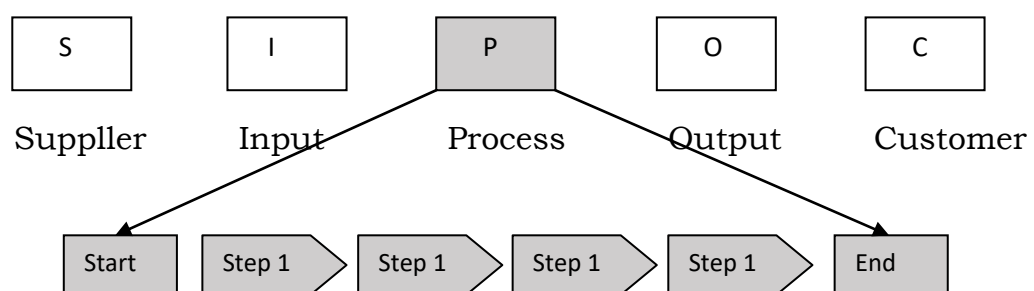 S I P O C
Suppller Input Process Output Customer
Start Step 1 Step 1 Step 1 Step 1 End